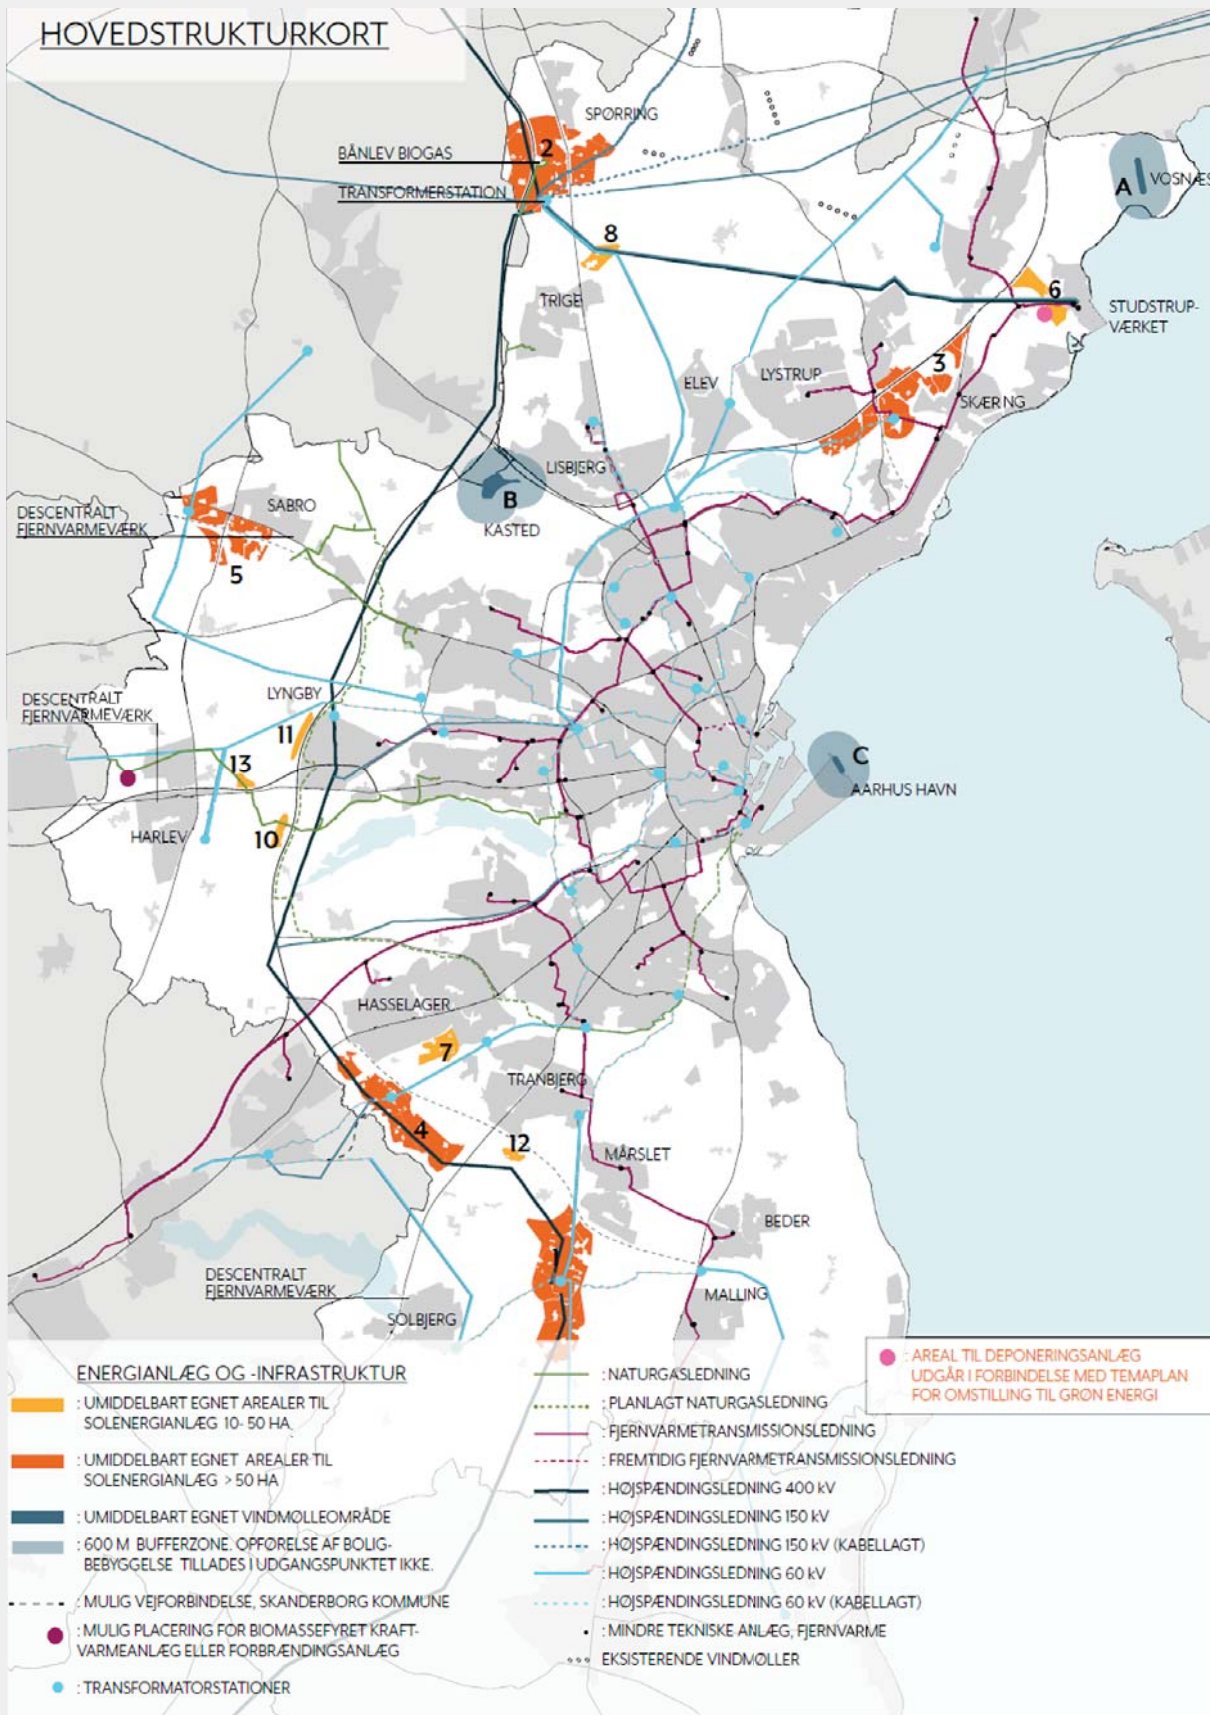 HOVEDSTRUKTURKORT
SPØRRING
2
BÅNLEV BIOGAS
TRANSFORMERSTATION
A
VOSNÆS
8
6
TRIGE
STUDSTRUP-
VÆRKET
3
LYSTRUP
ELEV
SKÆRING
LISBJERG
B
SABRO
DESCENTRALT
FJERNVARMEVÆRK
KASTED
5
LYNGBY
DESCENTRALT
FJERNVARMEVÆRK
11
13
C
AARHUS HAVN
HARLEV
10
HASSELAGER
7
TRANBJERG
4
12
MÅRSLET
BEDER
1
DESCENTRALT
FJERNVARMEVÆRK
MALLING
SOLBJERG
ENERGIANLÆG OG -INFRASTRUKTUR
: UMIDDELBART EGNET AREALER TIL
SOLENERGIANLÆG 10- 50 HA.
: UMIDDELBART EGNET AREALER TIL
SOLENERGIANLÆG > 50 HA
: UMIDDELBART EGNET VINDMØLLEOMRÅDE
: 600 M BUFFERZONE. OPFØRELSE AF BOLIG-
BEBYGGELSE TILLADES I UDGANGSPUNKTET IKKE.
: MULIG VEJFORBINDELSE, SKANDERBORG KOMMUNE
: MULIG PLACERING FOR BIOMASSEFYRET KRAFT-
VARMEANLÆG ELLER FORBRÆNDINGSANLÆG
: TRANSFORMATORSTATIONER
: NATURGASLEDNING
: PLANLAGT NATURGASLEDNING
: FJERNVARMETRANSMISSIONSLEDNING
: FREMTIDIG FJERNVARMETRANSMISSIONSLEDNING
: HØJSPÆNDINGSLEDNING 400 kV
: HØJSPÆNDINGSLEDNING 150 kV
: HØJSPÆNDINGSLEDNING 150 kV (KABELLAGT)
: HØJSPÆNDINGSLEDNING 60 kV
: HØJSPÆNDINGSLEDNING 60 kV (KABELLAGT)
: MINDRE TEKNISKE ANLÆG, FJERNVARME
EKSISTERENDE VINDMØLLER
: AREAL TIL DEPONERINGSANLÆG
UDGÅR I FORBINDELSE MED TEMAPLAN
FOR OMSTILLING TIL GRØN ENERGI